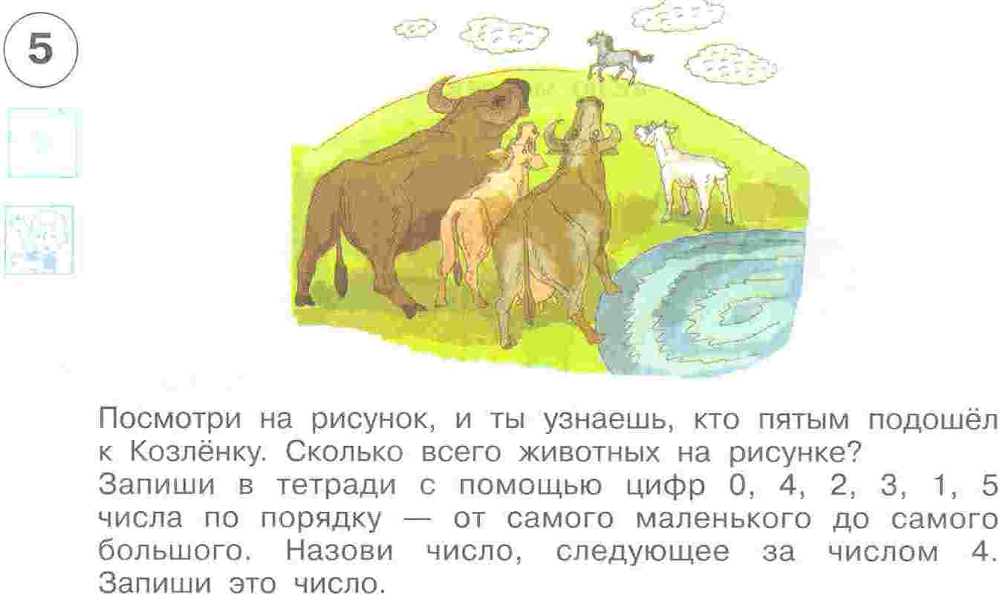 5
Посмотри на рисунок, и ты узнаешь, кто пятым подошёл
к Козлёнку. Сколько всего животных на рисунке?
Запиши в тетради с помощью цифр 0, 4, 2, 3, 1, 5
числа по порядку — от самого маленького до самого
большого. Назови число, следующее за числом 4.
Запиши это число.